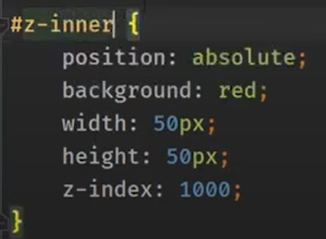 #z-inner {
    position: absolute;
    background: red;
    width: 50px;
    height: 50px;
    z-index: 1000;
}